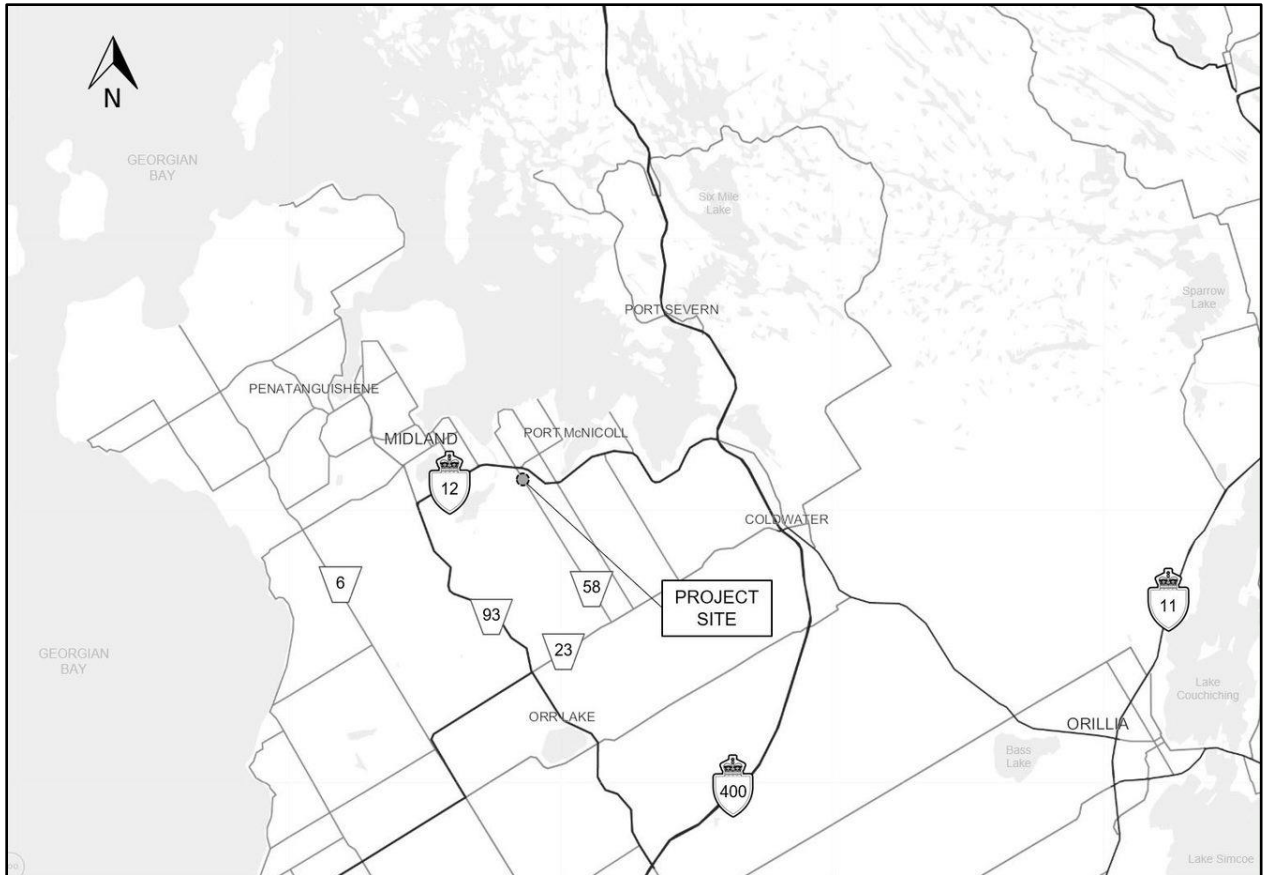 N
GEORGIAN
BAY
Six Mile
Lake
Sparrow
Lake
PORT SEVERN
PENATANGUISHENE
MIDLAND
PORT McNICOLL
12
COLDWATER
6
58
PROJECT
SITE
11
93
23
GEORGIAN
BAY
Lake
Couchiching
ORR LAKE
ORILLIA
Bass
Lake
400
Lake Simcoe